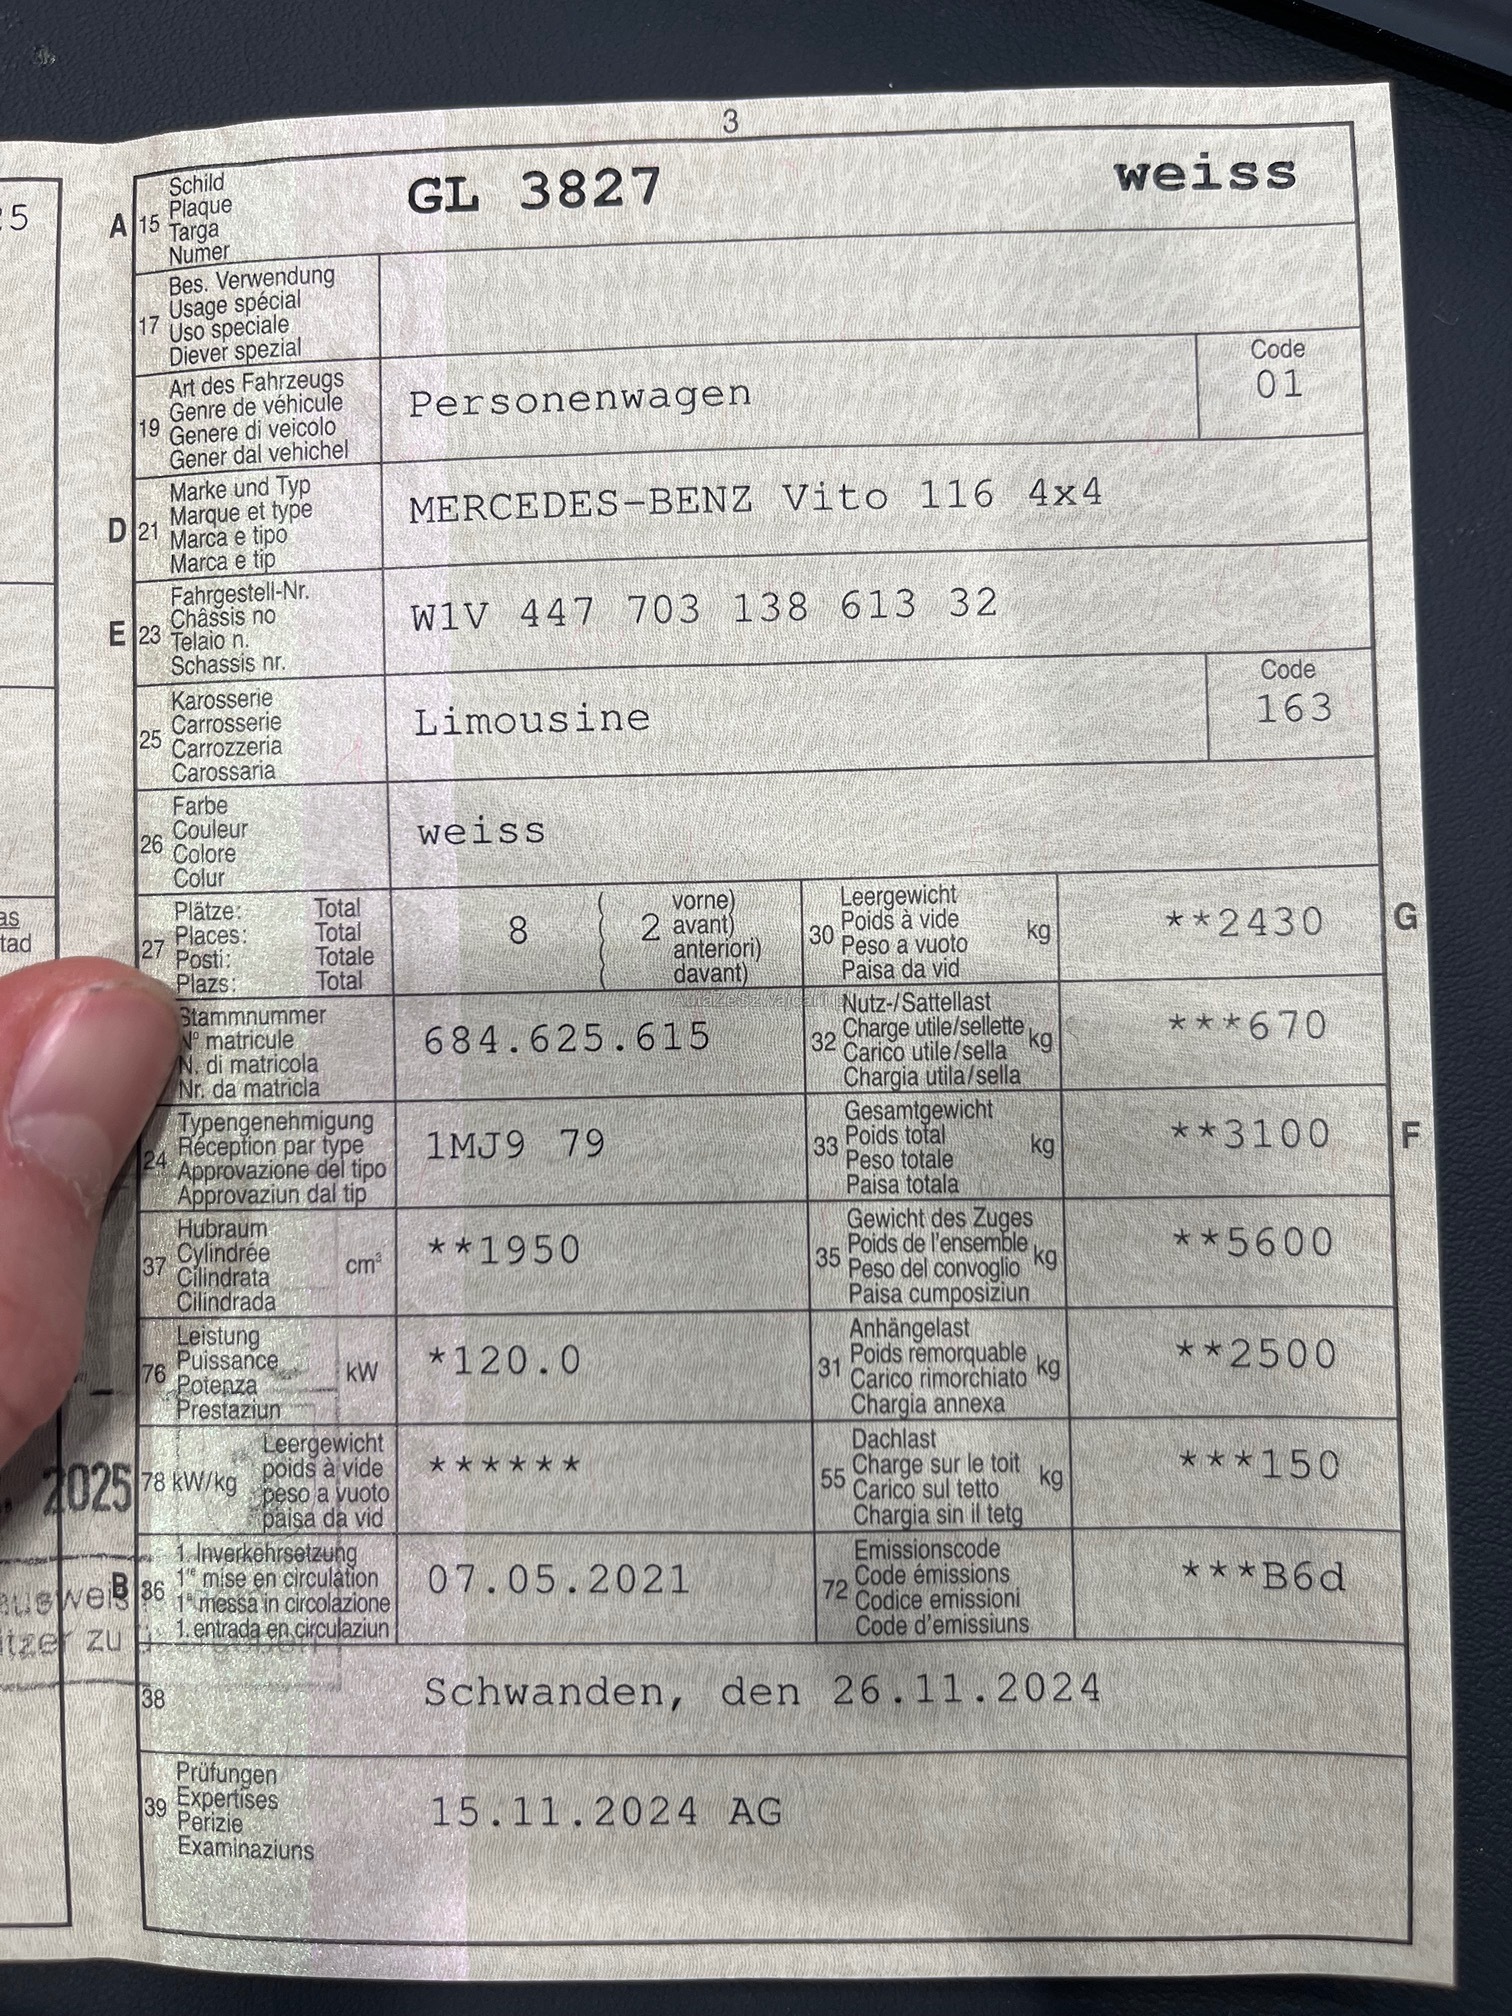 3
A 15 Schild
Plaque
Targa
Numer
GL 3827 weiss
17 Bes. Verwendung
Usage spécial
Uso speciale
Diever spezial
19 Art des Fahrzeugs
Genre de véhicule
Genere di veicolo
Gener dal vehichel
Personenwagen
Code
01
D 21 Marke und Typ
Marque et type
Marca e tipo
Marca e tip
MERCEDES-BENZ Vito 116 4x4
E 23 Fahrgestell-Nr.
Châssis no
Telaio n.
Schassis nr.
W1V 447 703 138 613 32
25 Karosserie
Carrosserie
Carrozzeria
Carossaria
Limousine
Code
163
26 Farbe
Couleur
Colore
Colur
weiss
27 Plätze: Total
Places: Total
Posti: Totale
Plazs: Total
8
2
vorne)
avant)
anteriori)
davant)
30 Leergewicht
Poids à vide
Peso a vuoto
Paisa da vid
kg
**2430
G
Stammnummer
N° matricule
N. di matricola
Nr. da matricla
684.625.615
32 Nutz-/Sattellast
Charge utile/sellette
Carico utile/sella
Chargia utila/sella
kg
***670
24 Typengenehmigung
Réception par type
Approvazione del tipo
Approvaziun dal tip
1MJ9 79
33 Gesamtgewicht
Poids total
Peso totale
Paisa totala
kg
**3100
F
37 Hubraum
Cylindrée
Cilindrata
Cilindrada
cm³
**1950
35 Gewicht des Zuges
Poids de l'ensemble
Peso del convoglio
Paisa cumposiziun
kg
**5600
76 Leistung
Puissance
Potenza
Prestaziun
kW
*120.0
31 Anhängelast
Poids remorquable
Carico rimorchiato
Chargia annexa
kg
**2500
78 kW/kg
Leergewicht
poids à vide
peso a vuoto
paisa da vid
******
55 Dachlast
Charge sur le toit
Carico sul tetto
Chargia sin il tetg
kg
***150
B 36 1. Inverkehrsetzung
1re mise en circulation
1a messa in circolazione
1. entrada en circulaziun
07.05.2021
72 Emissionscode
Code émissions
Codice emissioni
Code d'emissiuns
***B6d
38
Schwanden, den 26.11.2024
39 Prüfungen
Expertises
Perizie
Examinaziuns
15.11.2024 AG
2025
zu